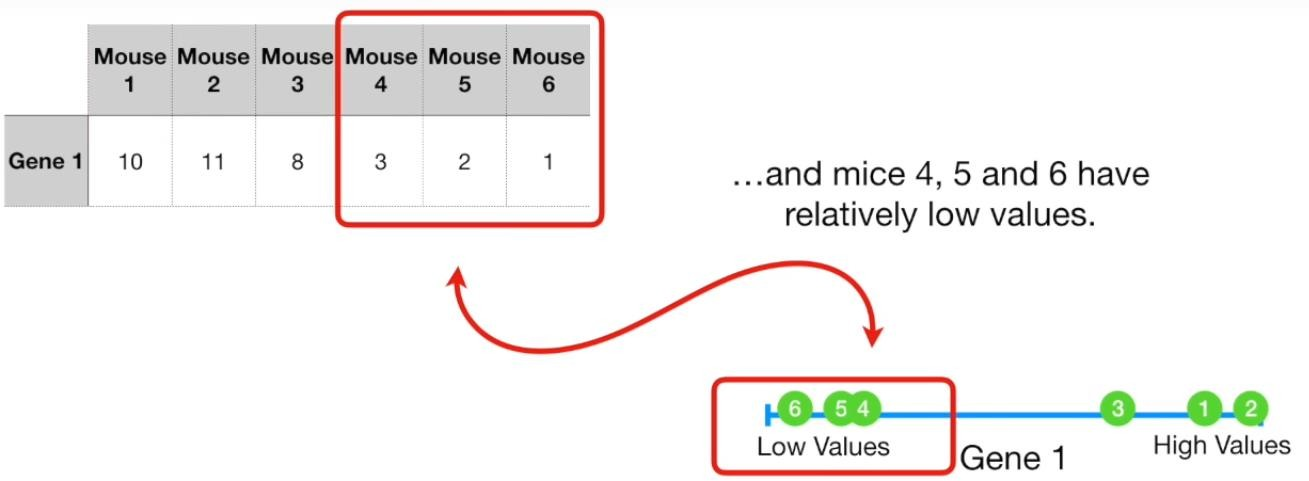 Mouse 1 Mouse 2 Mouse 3 Mouse 4 Mouse 5 Mouse 6
Gene 1 10 11 8 3 2 1
…and mice 4, 5 and 6 have
relatively low values.
6 5 4 3 1 2
Low Values Gene 1 High Values